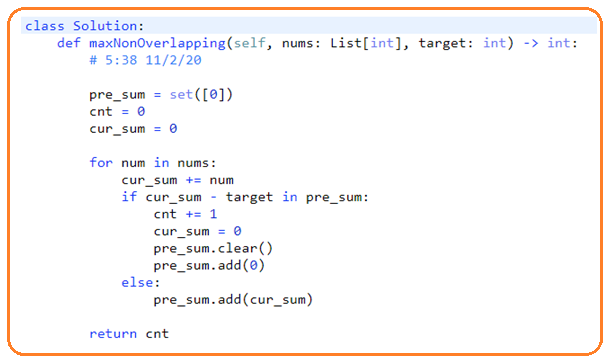 class Solution:
    def maxNonOverlapping(self, nums: List[int], target: int) -> int:
        # 5:38 11/2/20

        pre_sum = set([0])
        cnt = 0
        cur_sum = 0

        for num in nums:
            cur_sum += num
            if cur_sum - target in pre_sum:
                cnt += 1
                cur_sum = 0
                pre_sum.clear()
                pre_sum.add(0)
            else:
                pre_sum.add(cur_sum)

        return cnt